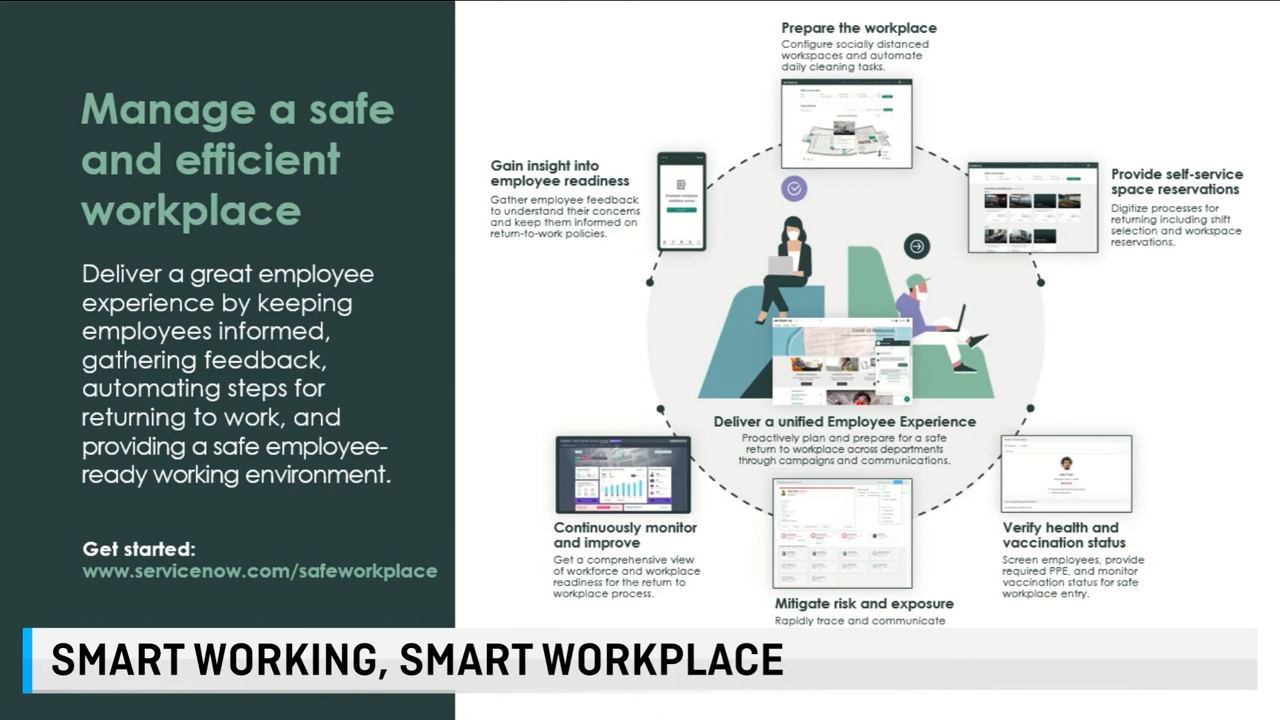 Manage a safe
and efficient
workplace
Deliver a great employee
experience by keeping
employees informed,
gathering feedback,
automating steps for
returning to work, and
providing a safe employee-
ready working environment.
Get started:
www.servicenow.com/safeworkplace
Prepare the workplace
Configure socially distanced
workspaces and automate
daily cleaning tasks.
Gain insight into
employee readiness
Gather employee feedback
to understand their concerns
and keep them informed on
return-to-work policies.
Employee workplace
readiness survey
Provide self-service
space reservations
Digitize processes for
returning including shift
selection and workspace
reservations.
Covid 19 Resources
Deliver a unified Employee Experience
Proactively plan and prepare for a safe
return to workplace across departments
through campaigns and communications.
Continuously monitor
and improve
Get a comprehensive view
of workforce and workplace
readiness for the return to
workplace process.
Verify health and
vaccination status
Screen employees, provide
required PPE, and monitor
vaccination status for safe
workplace entry.
Mitigate risk and exposure
Rapidly trace and communicate
SMART WORKING, SMART WORKPLACE